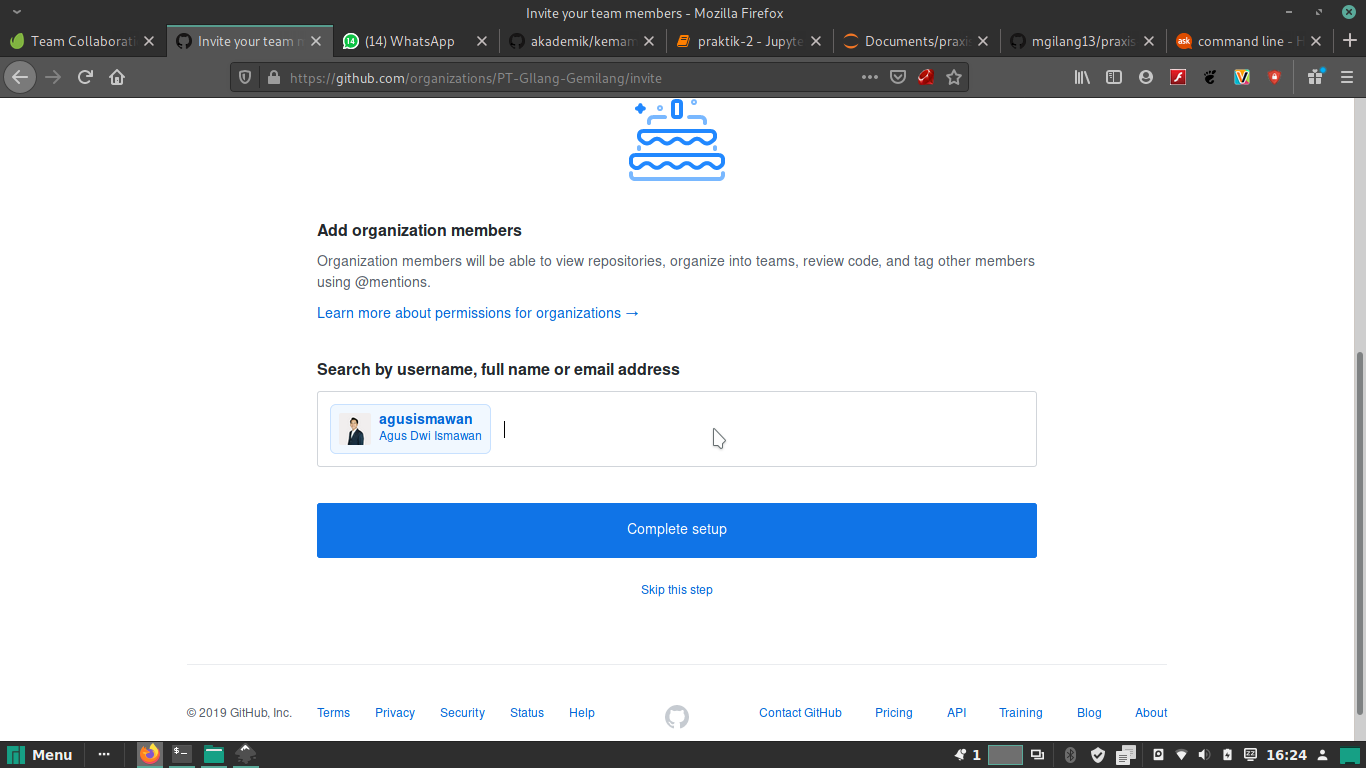 Invite your team members - Mozilla Firefox
Team Collaborati
Invite your team m
(14) WhatsApp
akademik/kemam
praktik-2 - Jupyte
Documents/praxis
mgilang13/praxis
command line - H
https://github.com/organizations/PT-GIlang-Gemilang/invite
Add organization members
Organization members will be able to view repositories, organize into teams, review code, and tag other members
using @mentions.
Learn more about permissions for organizations →
Search by username, full name or email address
agusismawan
Agus Dwi Ismawan
Complete setup
Skip this step
© 2019 GitHub, Inc. Terms Privacy Security Status Help Contact GitHub Pricing API Training Blog About
Menu 1 16:24